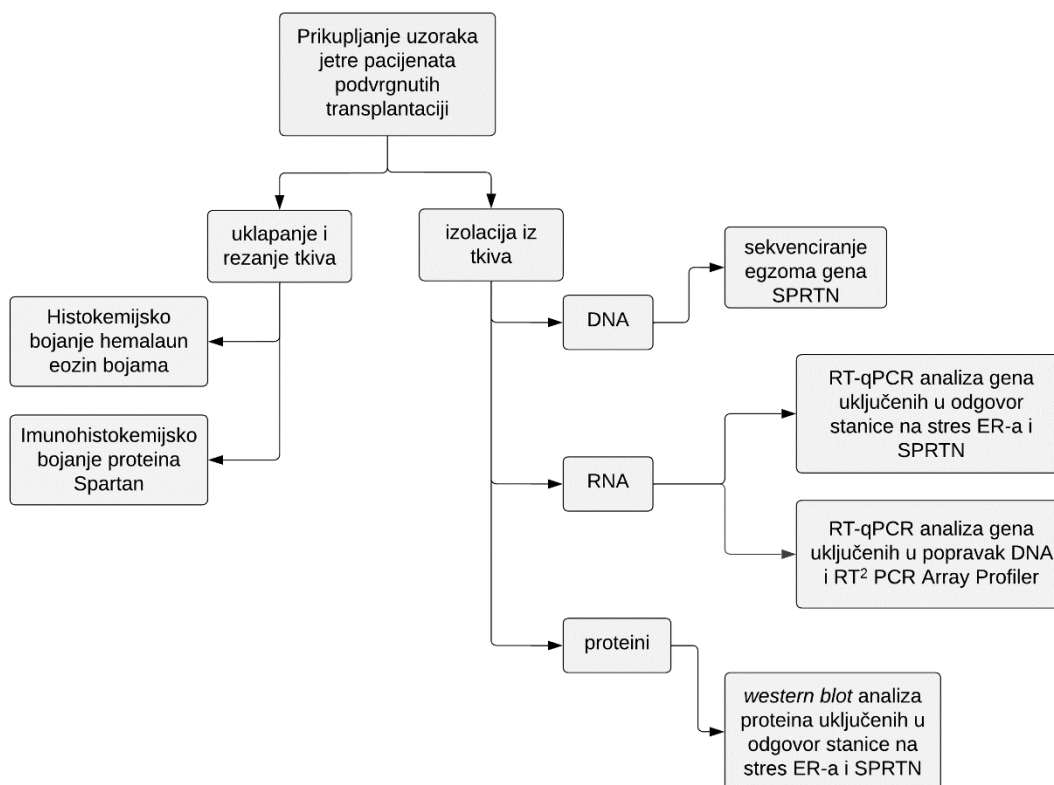 Prikupljanje uzoraka
jetre pacijenata
podvrgnutih
transplantaciji
uklapanje i
rezanje tkiva
izolacija iz
tkiva
Histokemijsko
bojanje hemalaun
eozin bojama
Imunohistokemijsko
bojanje proteina
Spartan
DNA
sekvenciranje
egzoma gena
SPRTN
RNA
RT-qPCR analiza gena
uključenih u odgovor
stanice na stres ER-a i
SPRTN
RT-qPCR analiza gena
uključenih u popravak DNA
i RT² PCR Array Profiler
proteini
western blot analiza
proteina uključenih u
odgovor stanice na
stres ER-a i SPRTN